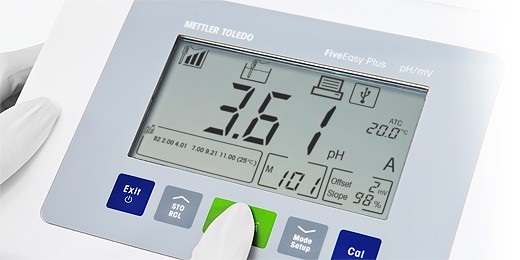 METTLER TOLEDO
FiveEasy Plus pH/mV
ATC
20.0°C
3.61 pH
A
B2 2.00 4.01 7.00 9.21 11.00 (25°C)
M 101
Offset 2 mV
Slope 98%
Exit
STO
RCL
Mode
Setup
Cal